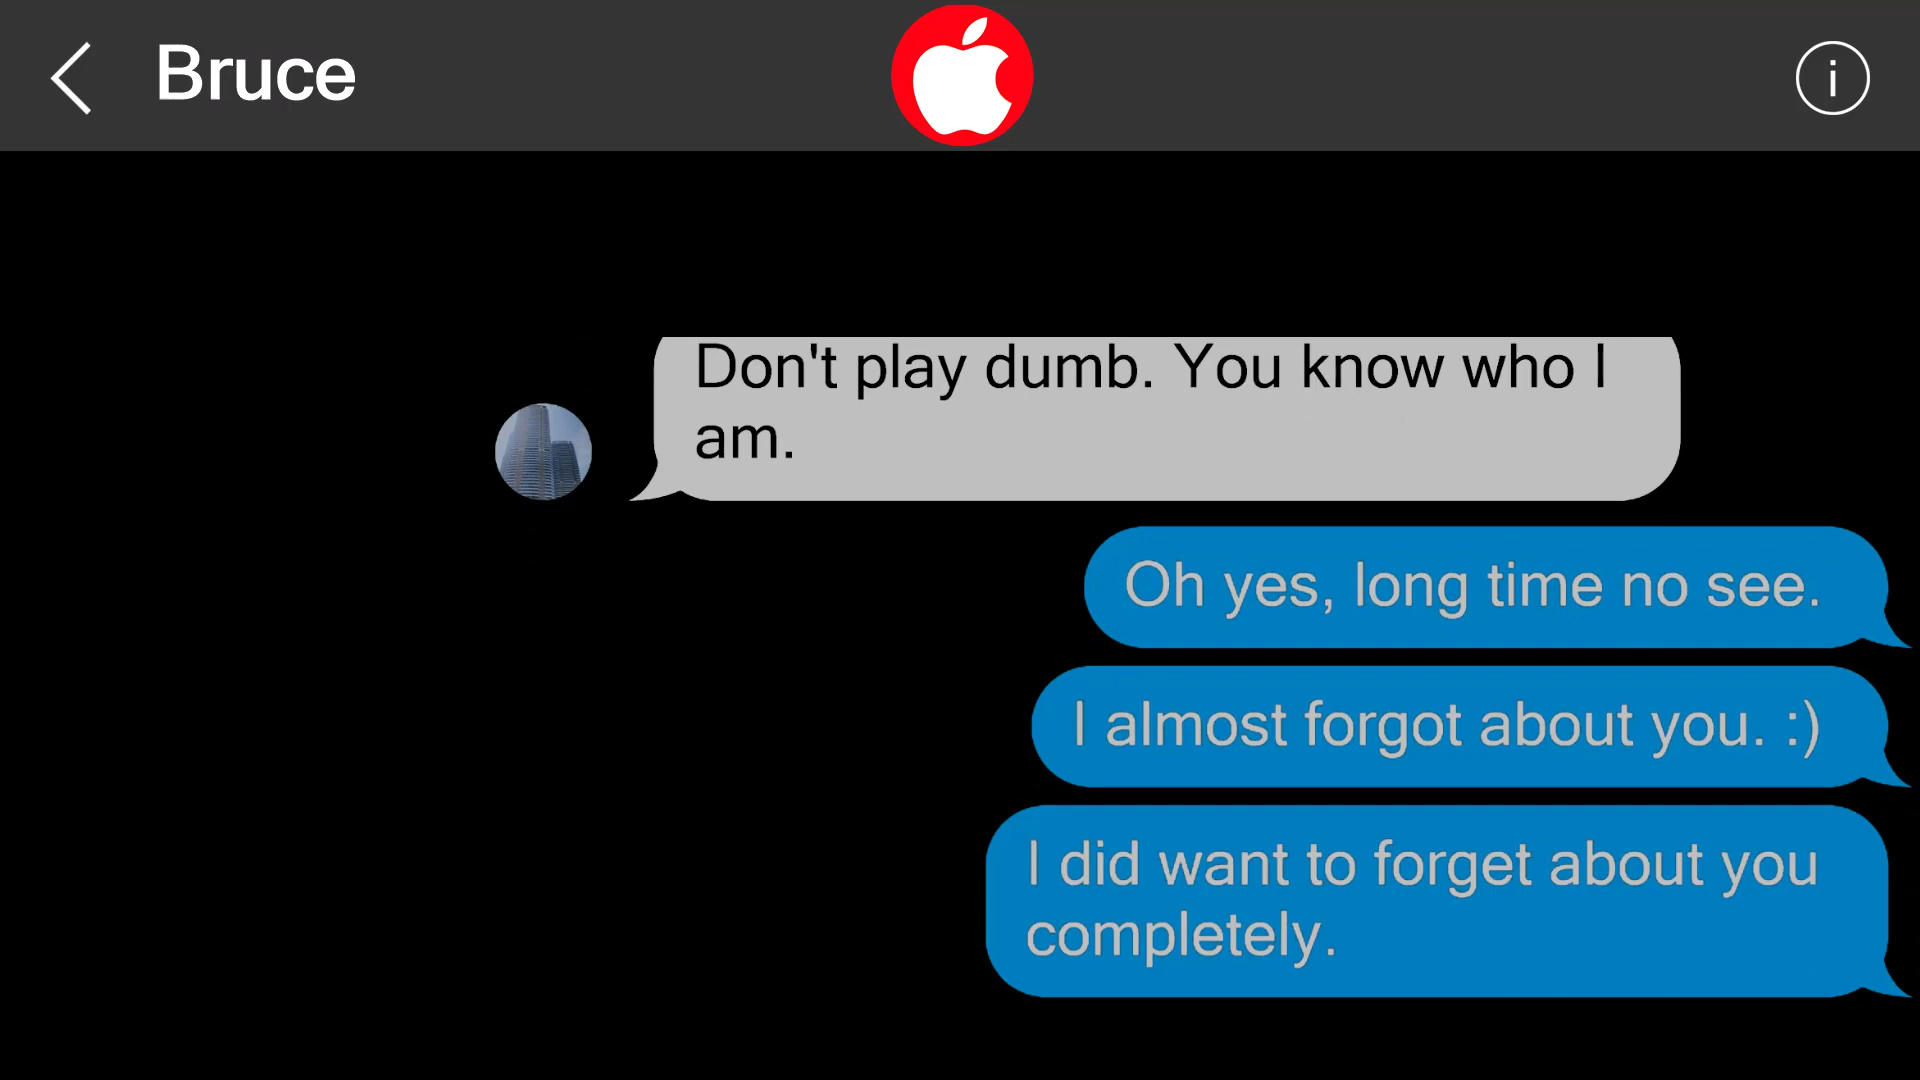 Bruce
i
Don't play dumb. You know who I
am.
Oh yes, long time no see.
I almost forgot about you. :)
I did want to forget about you
completely.